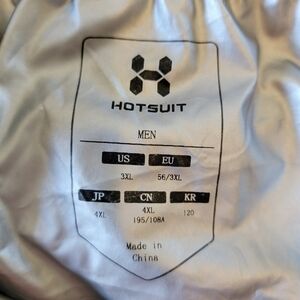 HOTSUIT
MEN
US EU
3XL 56/3XL
JP CN KR
4XL 4XL 120
195/108A
Made in
China